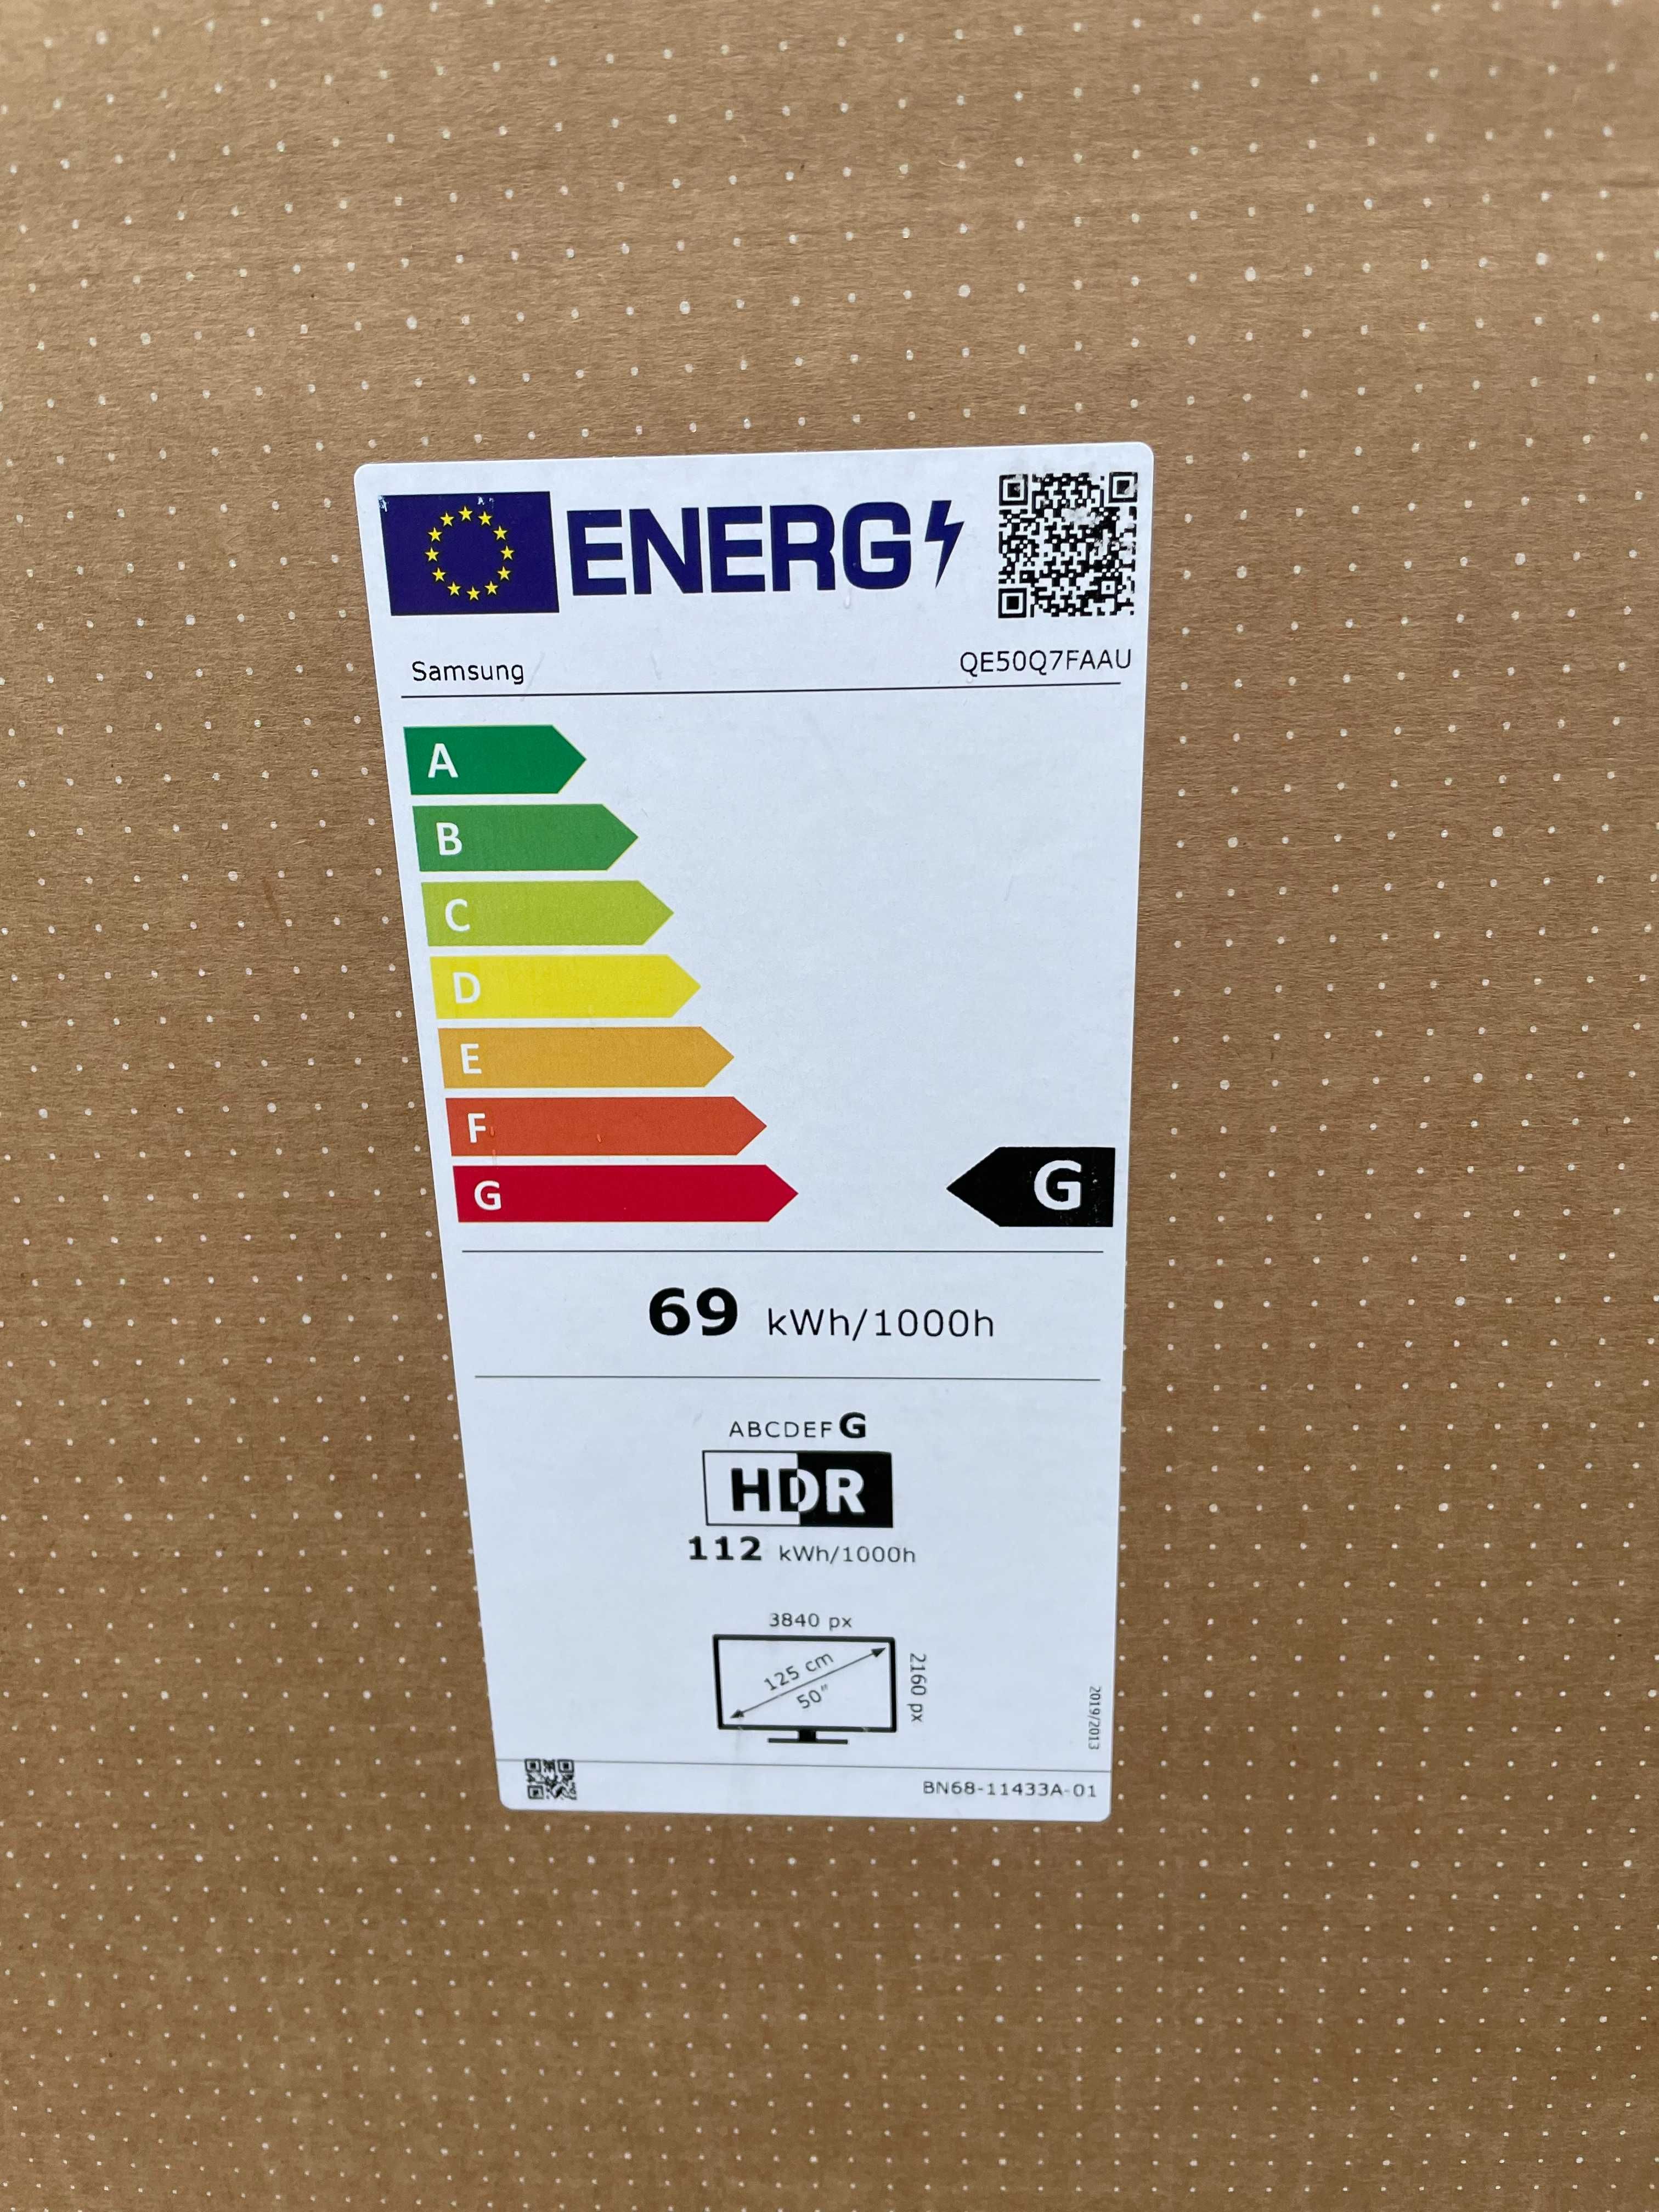 ENERG
Samsung
QE50Q7FAAU
A
B
C
D
E
F
G
G
69 kWh/1000h
ABCDEFG
HDR
112 kWh/1000h
3840 px
125 cm
50"
2160 px
2019/2013
BN68-11433A-01